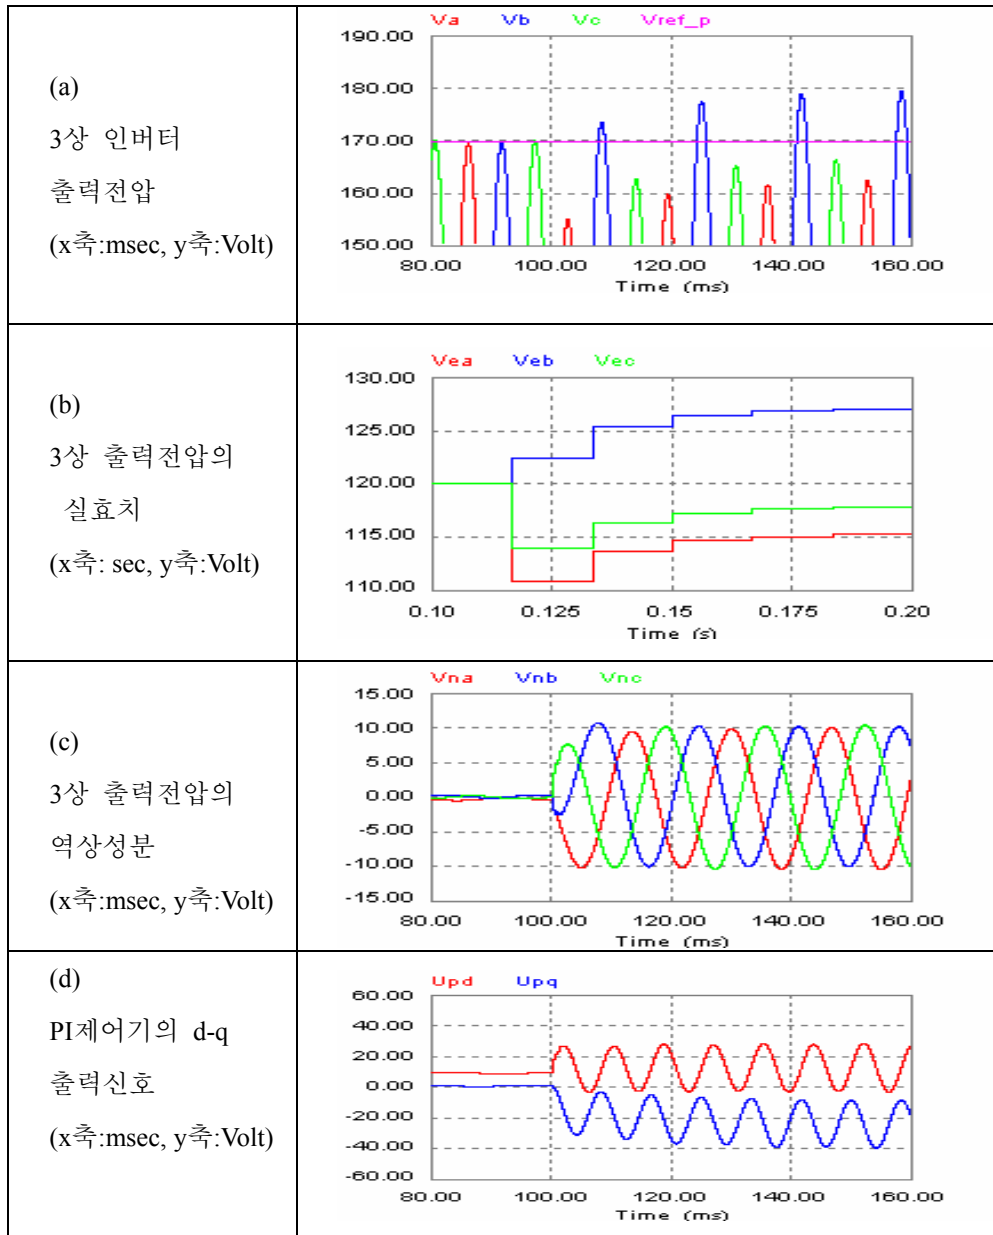 (a)
3상 인버터
출력전압
(x축:msec, y축:Volt)
Va Vb Vc Vref_p
190.00
180.00
170.00
160.00
150.00
80.00 100.00 120.00 140.00 160.00
Time (ms)
(b)
3상 출력전압의
실효치
(x축: sec, y축:Volt)
Vea Veb Vec
130.00
125.00
120.00
115.00
110.00
0.10 0.125 0.15 0.175 0.20
Time (s)
(c)
3상 출력전압의
역상성분
(x축:msec, y축:Volt)
Vna Vnb Vnc
15.00
10.00
5.00
0.00
-5.00
-10.00
-15.00
80.00 100.00 120.00 140.00 160.00
Time (ms)
(d)
PI제어기의 d-q
출력신호
(x축:msec, y축:Volt)
Upd Upq
60.00
40.00
20.00
0.00
-20.00
-40.00
-60.00
80.00 100.00 120.00 140.00 160.00
Time (ms)